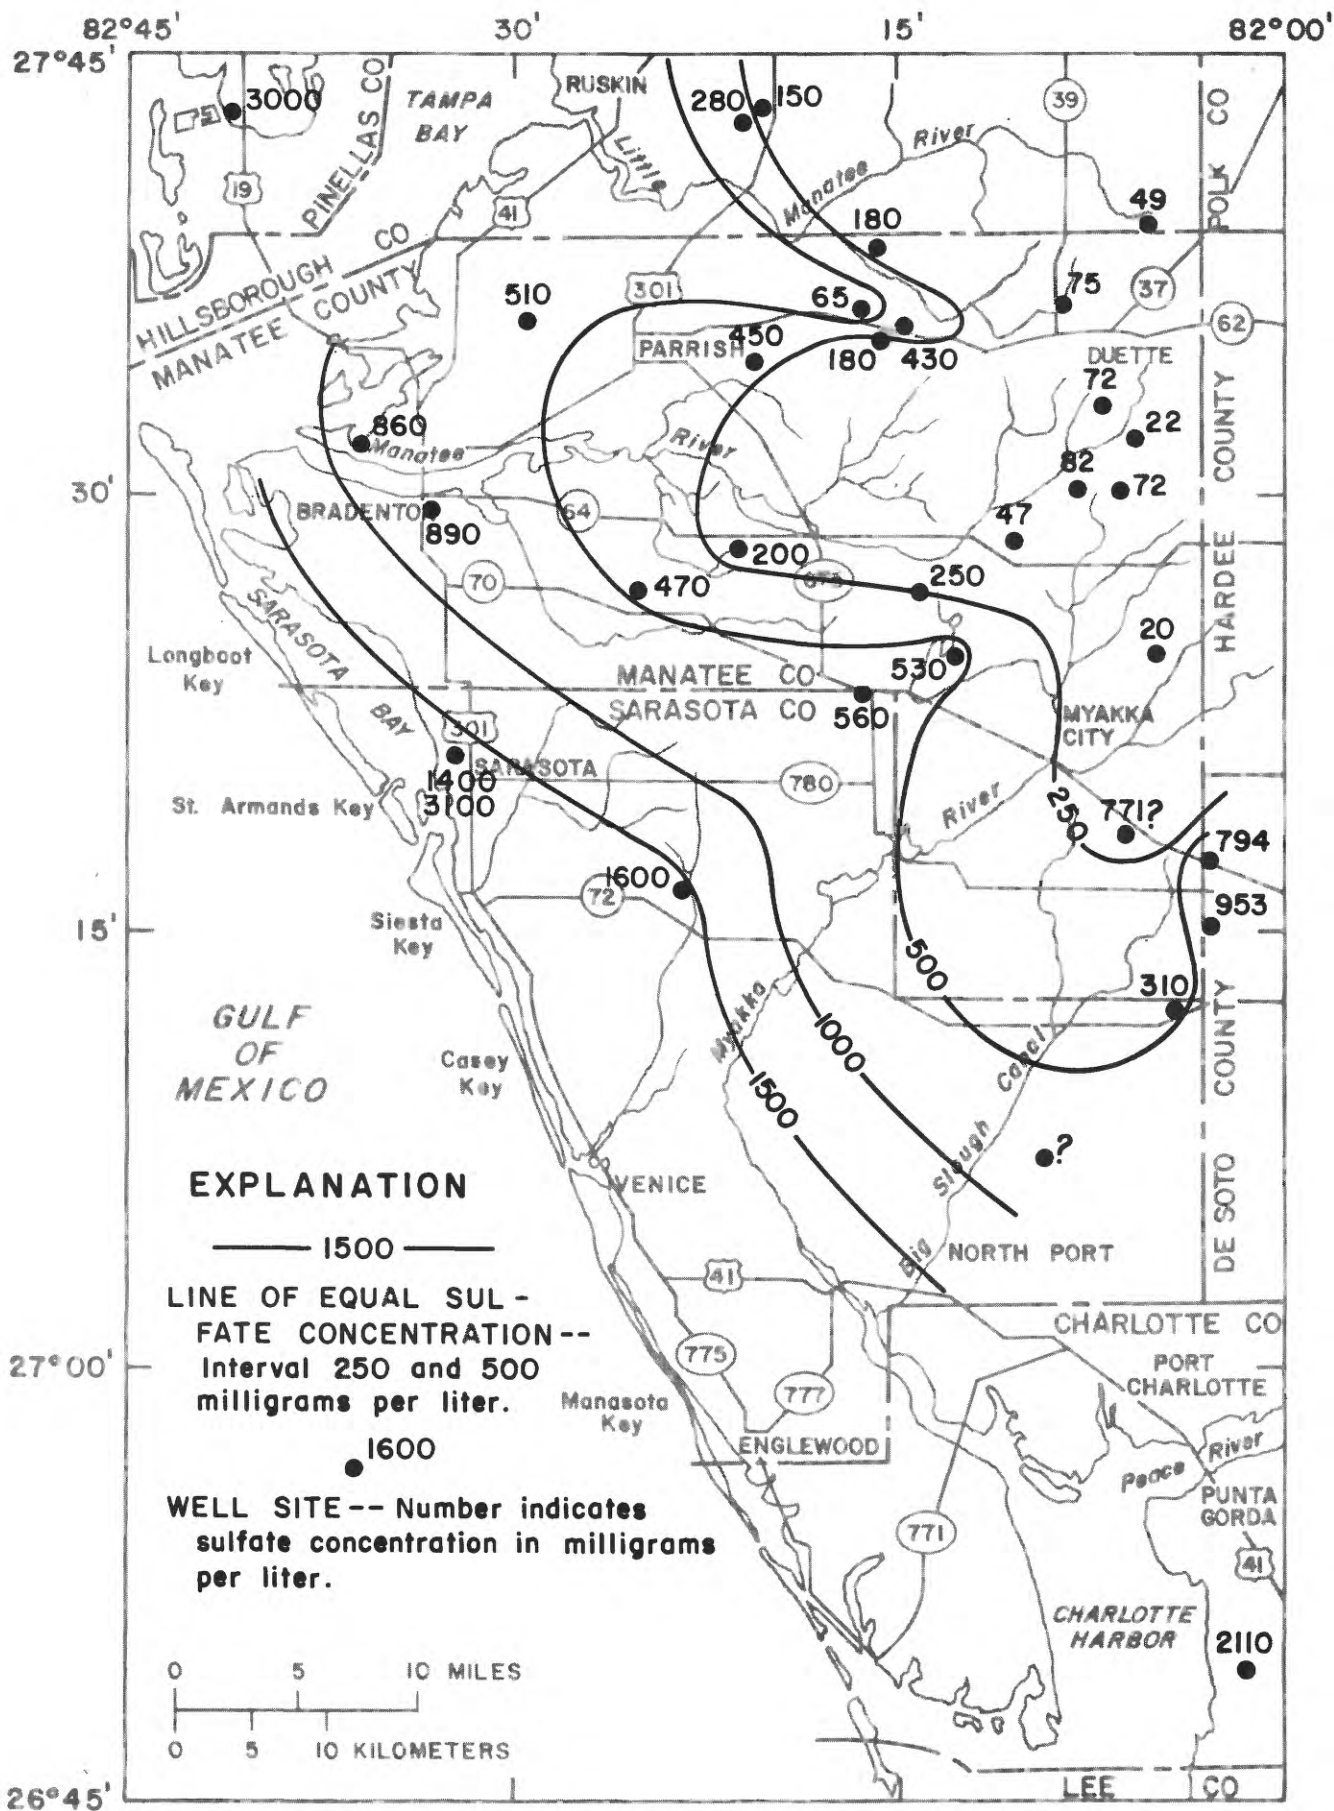 82°45' 30' 15' 82°00'
27°45'
3000
TAMPA
BAY
PINELLAS CO
RUSKIN
280 150
39
POLK CO
Little
Manatee River
19
41
180
49
HILLSBOROUGH CO
MANATEE COUNTY
510
301
65
75
37
62
450
PARRISH
180 430
DUETTE
72
22
860
Manatee River
82
72
HARDEE COUNTY
30'
BRADENTON
890
64
47
200
70
470
675
250
SARASOTA BAY
Longboat
Key
20
530
MANATEE CO
SARASOTA CO
560
MYAKKA
CITY
301
SARASOTA
1400
3100
780
St. Armands Key
River
250
771?
794
1600
72
953
15'
Siesta
Key
500
310
GULF
OF
MEXICO
Myakka
1000
1500
Casey
Key
Big Slough Canal
DE SOTO COUNTY
?
VENICE
NORTH PORT
41
EXPLANATION
1500
LINE OF EQUAL SUL-
FATE CONCENTRATION--
Interval 250 and 500
milligrams per liter.
1600
WELL SITE-- Number indicates
sulfate concentration in milligrams
per liter.
CHARLOTTE CO
27°00'
775
777
PORT
CHARLOTTE
Manasota
Key
ENGLEWOOD
Peace River
PUNTA
GORDA
771
41
CHARLOTTE
HARBOR
2110
0 5 10 MILES
0 5 10 KILOMETERS
26°45'
LEE CO